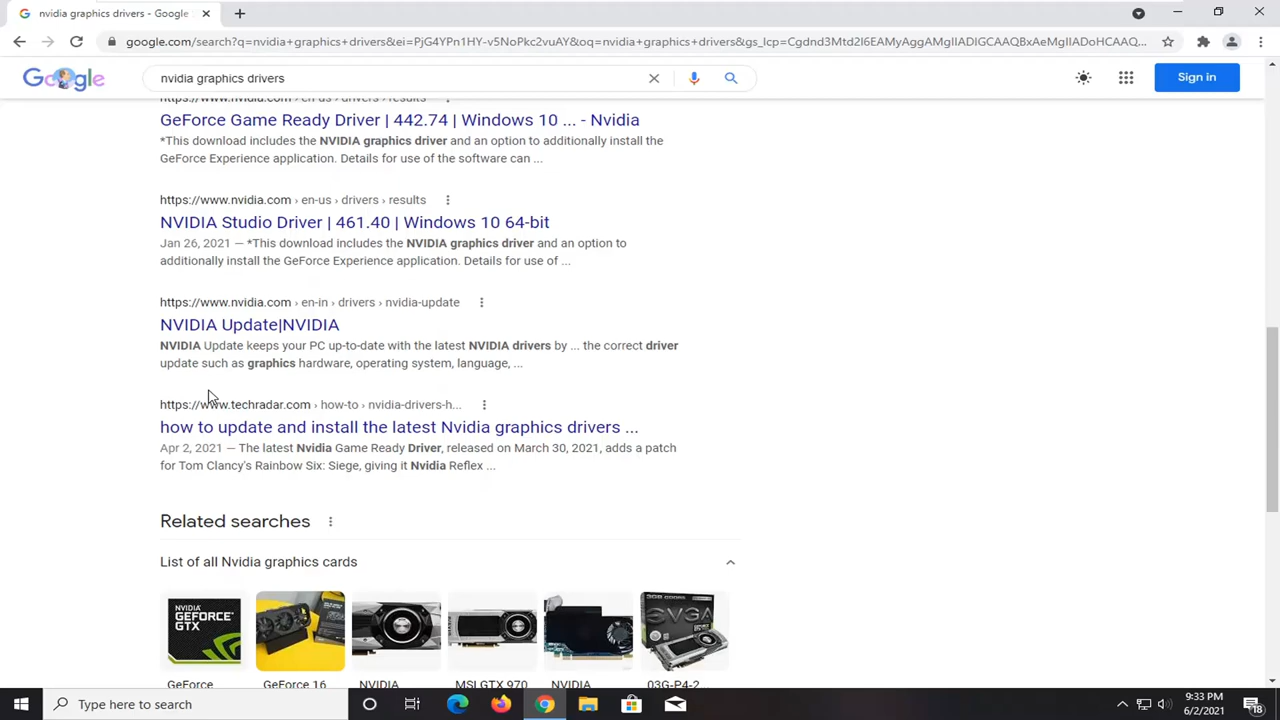 nvidia graphics drivers - Google
google.com/search?q=nvidia+graphics+drivers&ei=PjG4YPn1HY-v5NoPkc2vuAY&oq=nvidia+graphics+drivers&gs_lcp=Cgdnd3Mtd2l6EAMyAggAMgIIADIGCAAQBxAeMgIIADoHCAAQ...
Google
nvidia graphics drivers
Sign in
https://www.nvidia.com › en-us › drivers › results
GeForce Game Ready Driver | 442.74 | Windows 10 ... - Nvidia
*This download includes the NVIDIA graphics driver and an option to additionally install the
GeForce Experience application. Details for use of the software can ...
https://www.nvidia.com › en-us › drivers › results
NVIDIA Studio Driver | 461.40 | Windows 10 64-bit
Jan 26, 2021 — *This download includes the NVIDIA graphics driver and an option to
additionally install the GeForce Experience application. Details for use of ...
https://www.nvidia.com › en-in › drivers › nvidia-update
NVIDIA Update|NVIDIA
NVIDIA Update keeps your PC up-to-date with the latest NVIDIA drivers by ... the correct driver
update such as graphics hardware, operating system, language, ...
https://www.techradar.com › how-to › nvidia-drivers-h...
how to update and install the latest Nvidia graphics drivers ...
Apr 2, 2021 — The latest Nvidia Game Ready Driver, released on March 30, 2021, adds a patch
for Tom Clancy's Rainbow Six: Siege, giving it Nvidia Reflex ...
Related searches
List of all Nvidia graphics cards
NVIDIA
GEFORCE
GTX
EVGA
GeForce
GeForce 16
NVIDIA
MSI GTX 970
NVIDIA
03G-P4-2...
Type here to search
9:33 PM
6/2/2021
18